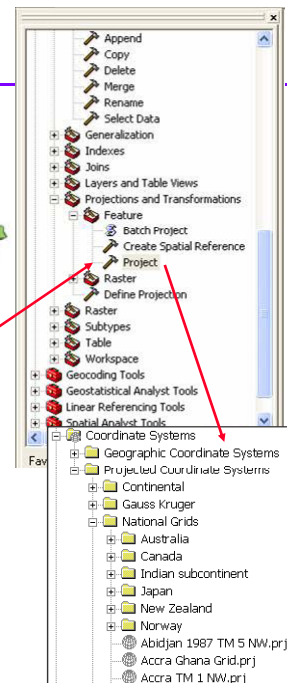 Append
Copy
Delete
Merge
Rename
Select Data
Generalization
Indexes
Joins
Layers and Table Views
Projections and Transformations
Feature
Batch Project
Create Spatial Reference
Project
Raster
Define Projection
Raster
Subtypes
Table
Workspace
Geocoding Tools
Geostatistical Analyst Tools
Linear Referencing Tools
Spatial Analyst Tools
Fav
Coordinate Systems
Geographic Coordinate Systems
Projected Coordinate Systems
Continental
Gauss Kruger
National Grids
Australia
Canada
Indian subcontinent
Japan
New Zealand
Norway
Abidjan 1987 TM 5 NW.prj
Accra Ghana Grid.prj
Accra TM 1 NW.prj